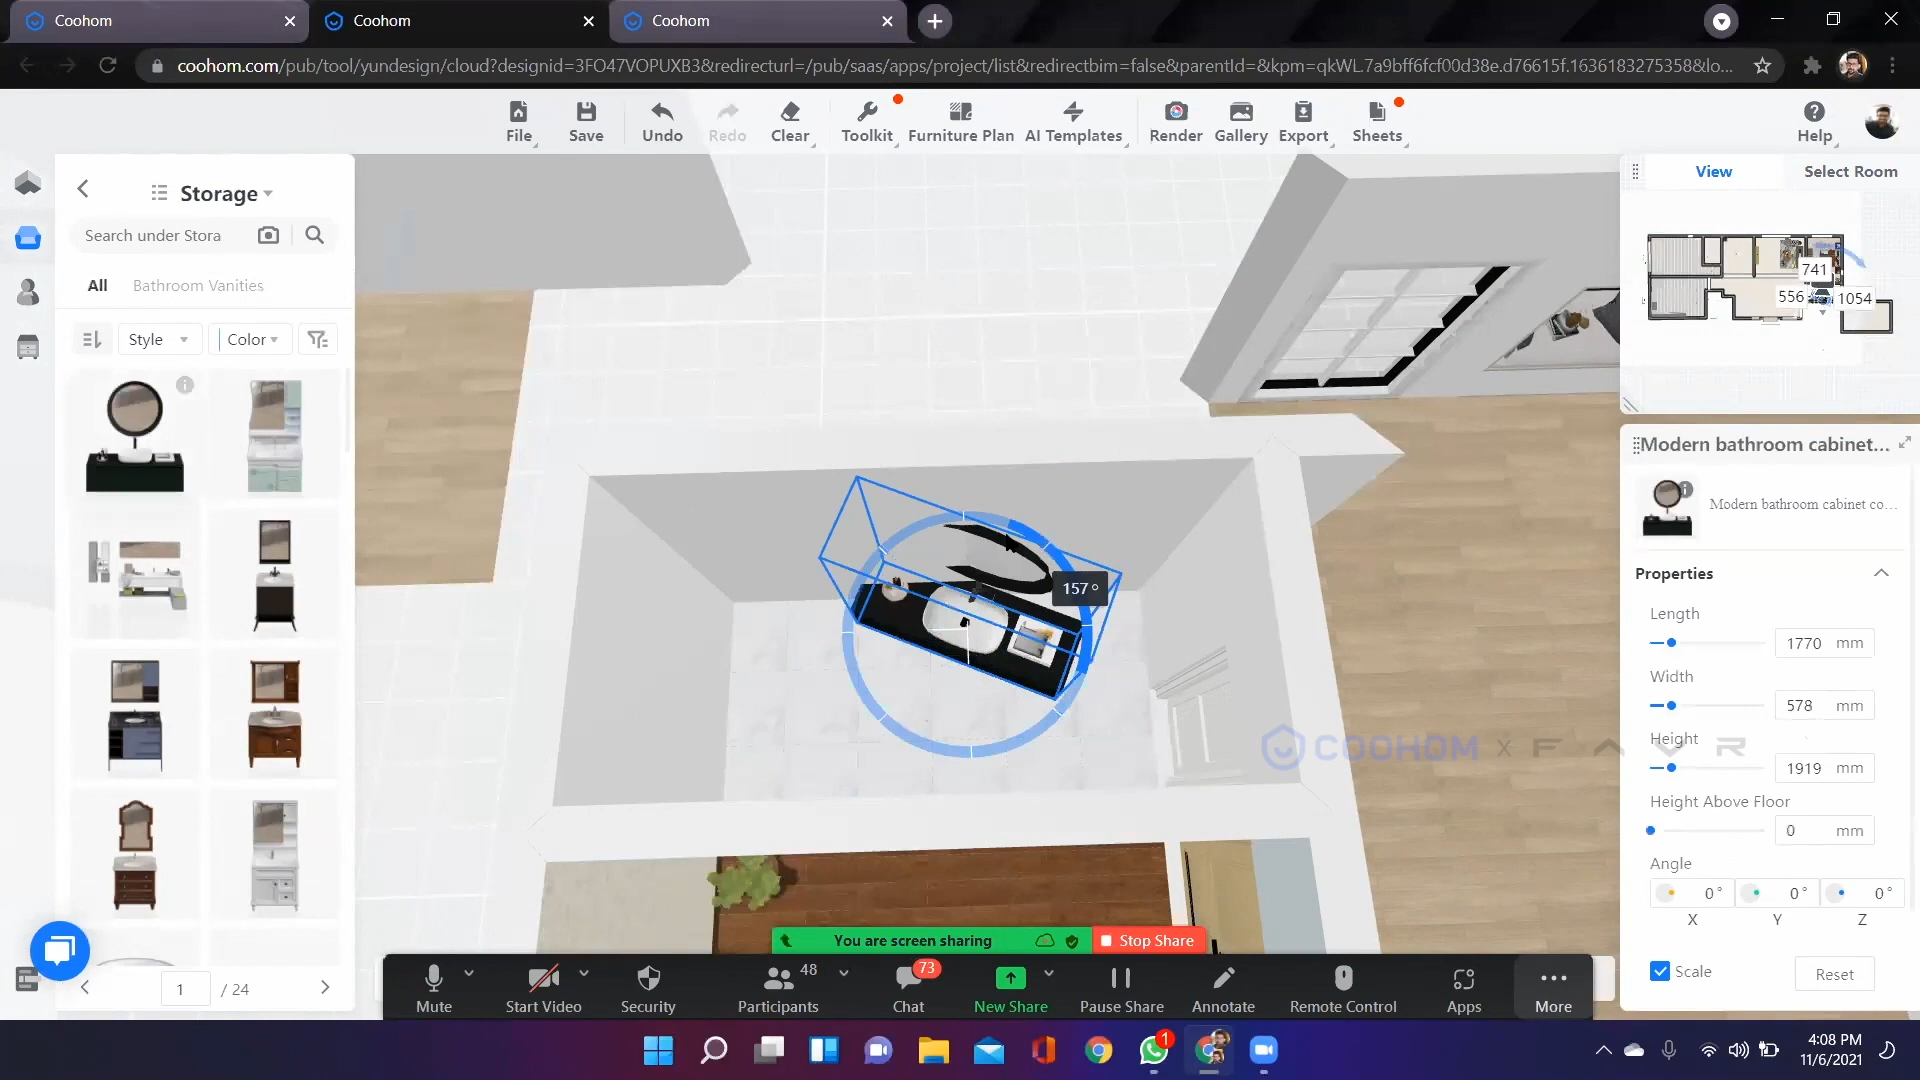 Coohom
Coohom
Coohom
coohom.com/pub/tool/yundesign/cloud?designid=3FO47VOPUXB3&redirecturl=/pub/saas/apps/project/list&redirectbim=false&parentId=&kpm=qkWL.7a9bff6fcf00d38e.d76615f.1636183275358&lo...
File
Save
Undo
Redo
Clear
Toolkit
Furniture Plan
AI Templates
Render
Gallery
Export
Sheets
Help
Storage
Search under Stora
All
Bathroom Vanities
Style
Color
1 / 24
157°
View
Select Room
741
556
1054
Modern bathroom cabinet...
Modern bathroom cabinet co...
Properties
Length
1770 mm
Width
578 mm
Height
1919 mm
Height Above Floor
0 mm
Angle
0° 0° 0°
X Y Z
Scale
Reset
COOHOM X FAVR
You are screen sharing
Stop Share
Mute
Start Video
Security
Participants 48
Chat 73
New Share
Pause Share
Annotate
Remote Control
Apps
More
1
4:08 PM
11/6/2021